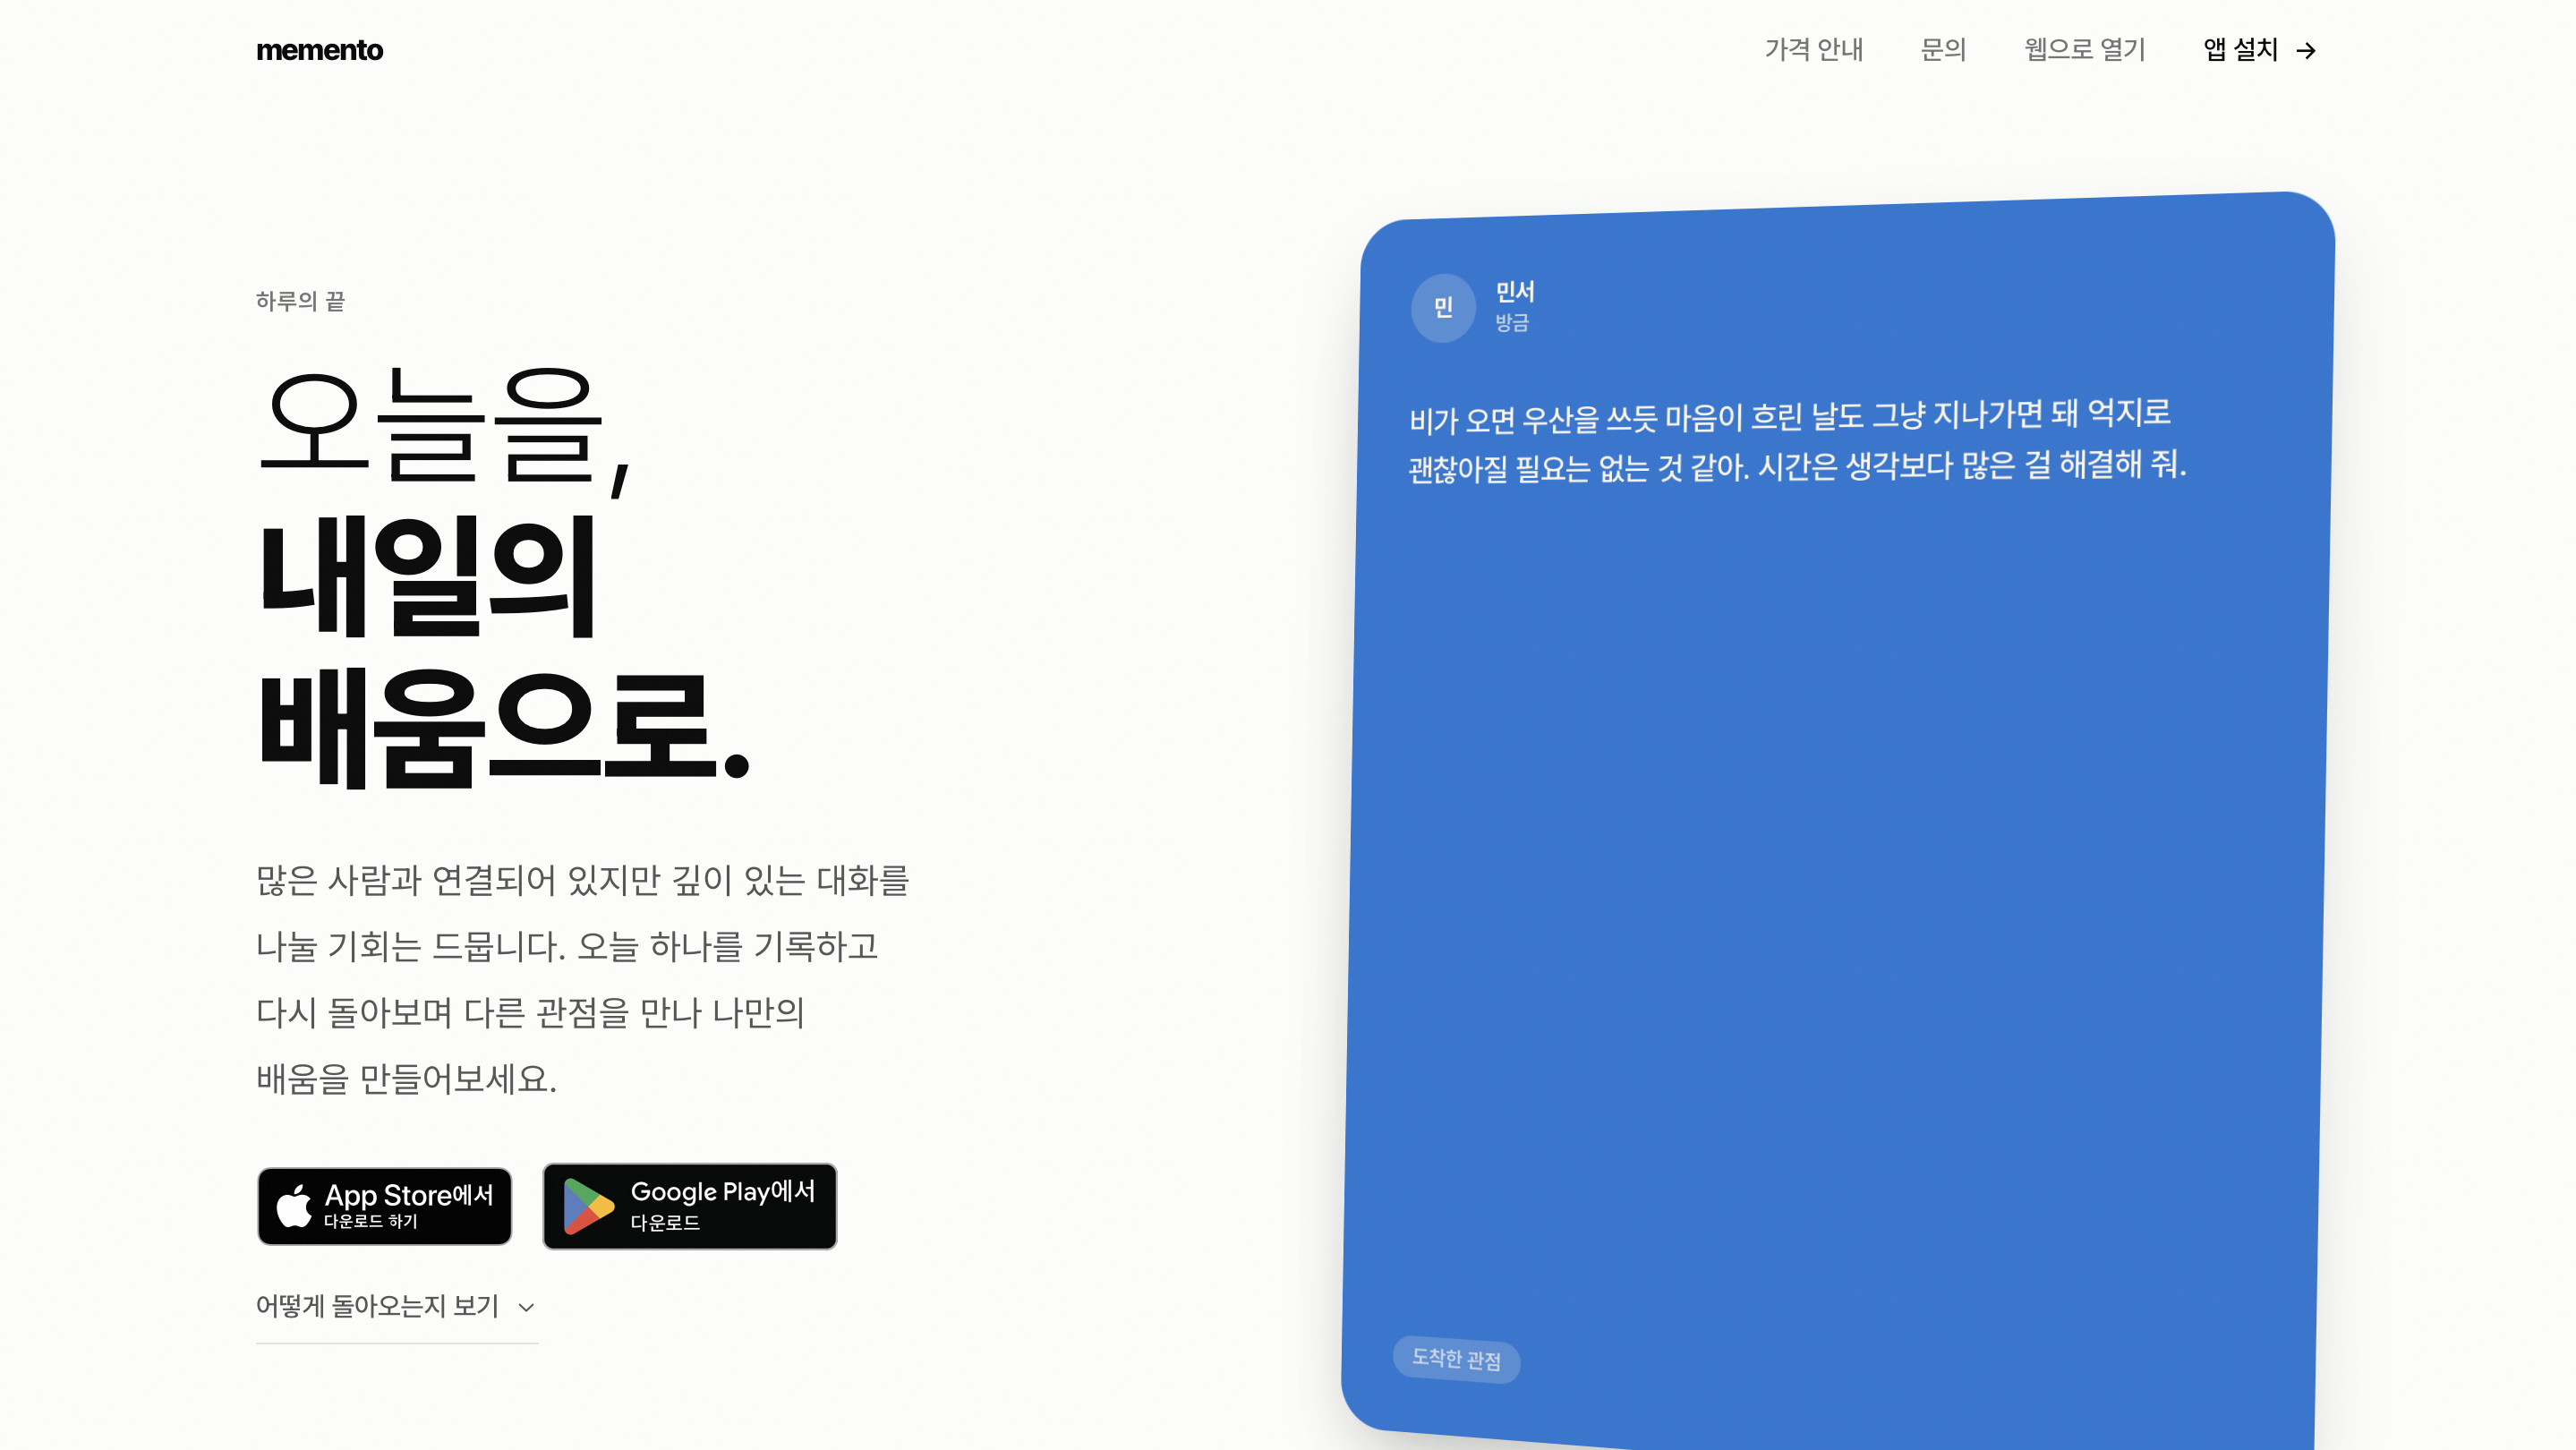 memento
가격 안내
문의
웹으로 열기
앱 설치 →
하루의 끝
오늘을,
내일의
배움으로.
많은 사람과 연결되어 있지만 깊이 있는 대화를
나눌 기회는 드뭅니다. 오늘 하나를 기록하고
다시 돌아보며 다른 관점을 만나 나만의
배움을 만들어보세요.
App Store에서
다운로드 하기
Google Play에서
다운로드
어떻게 돌아오는지 보기
민
민서
방금
비가 오면 우산을 쓰듯 마음이 흐린 날도 그냥 지나가면 돼 억지로
괜찮아질 필요는 없는 것 같아. 시간은 생각보다 많은 걸 해결해 줘.
도착한 관점